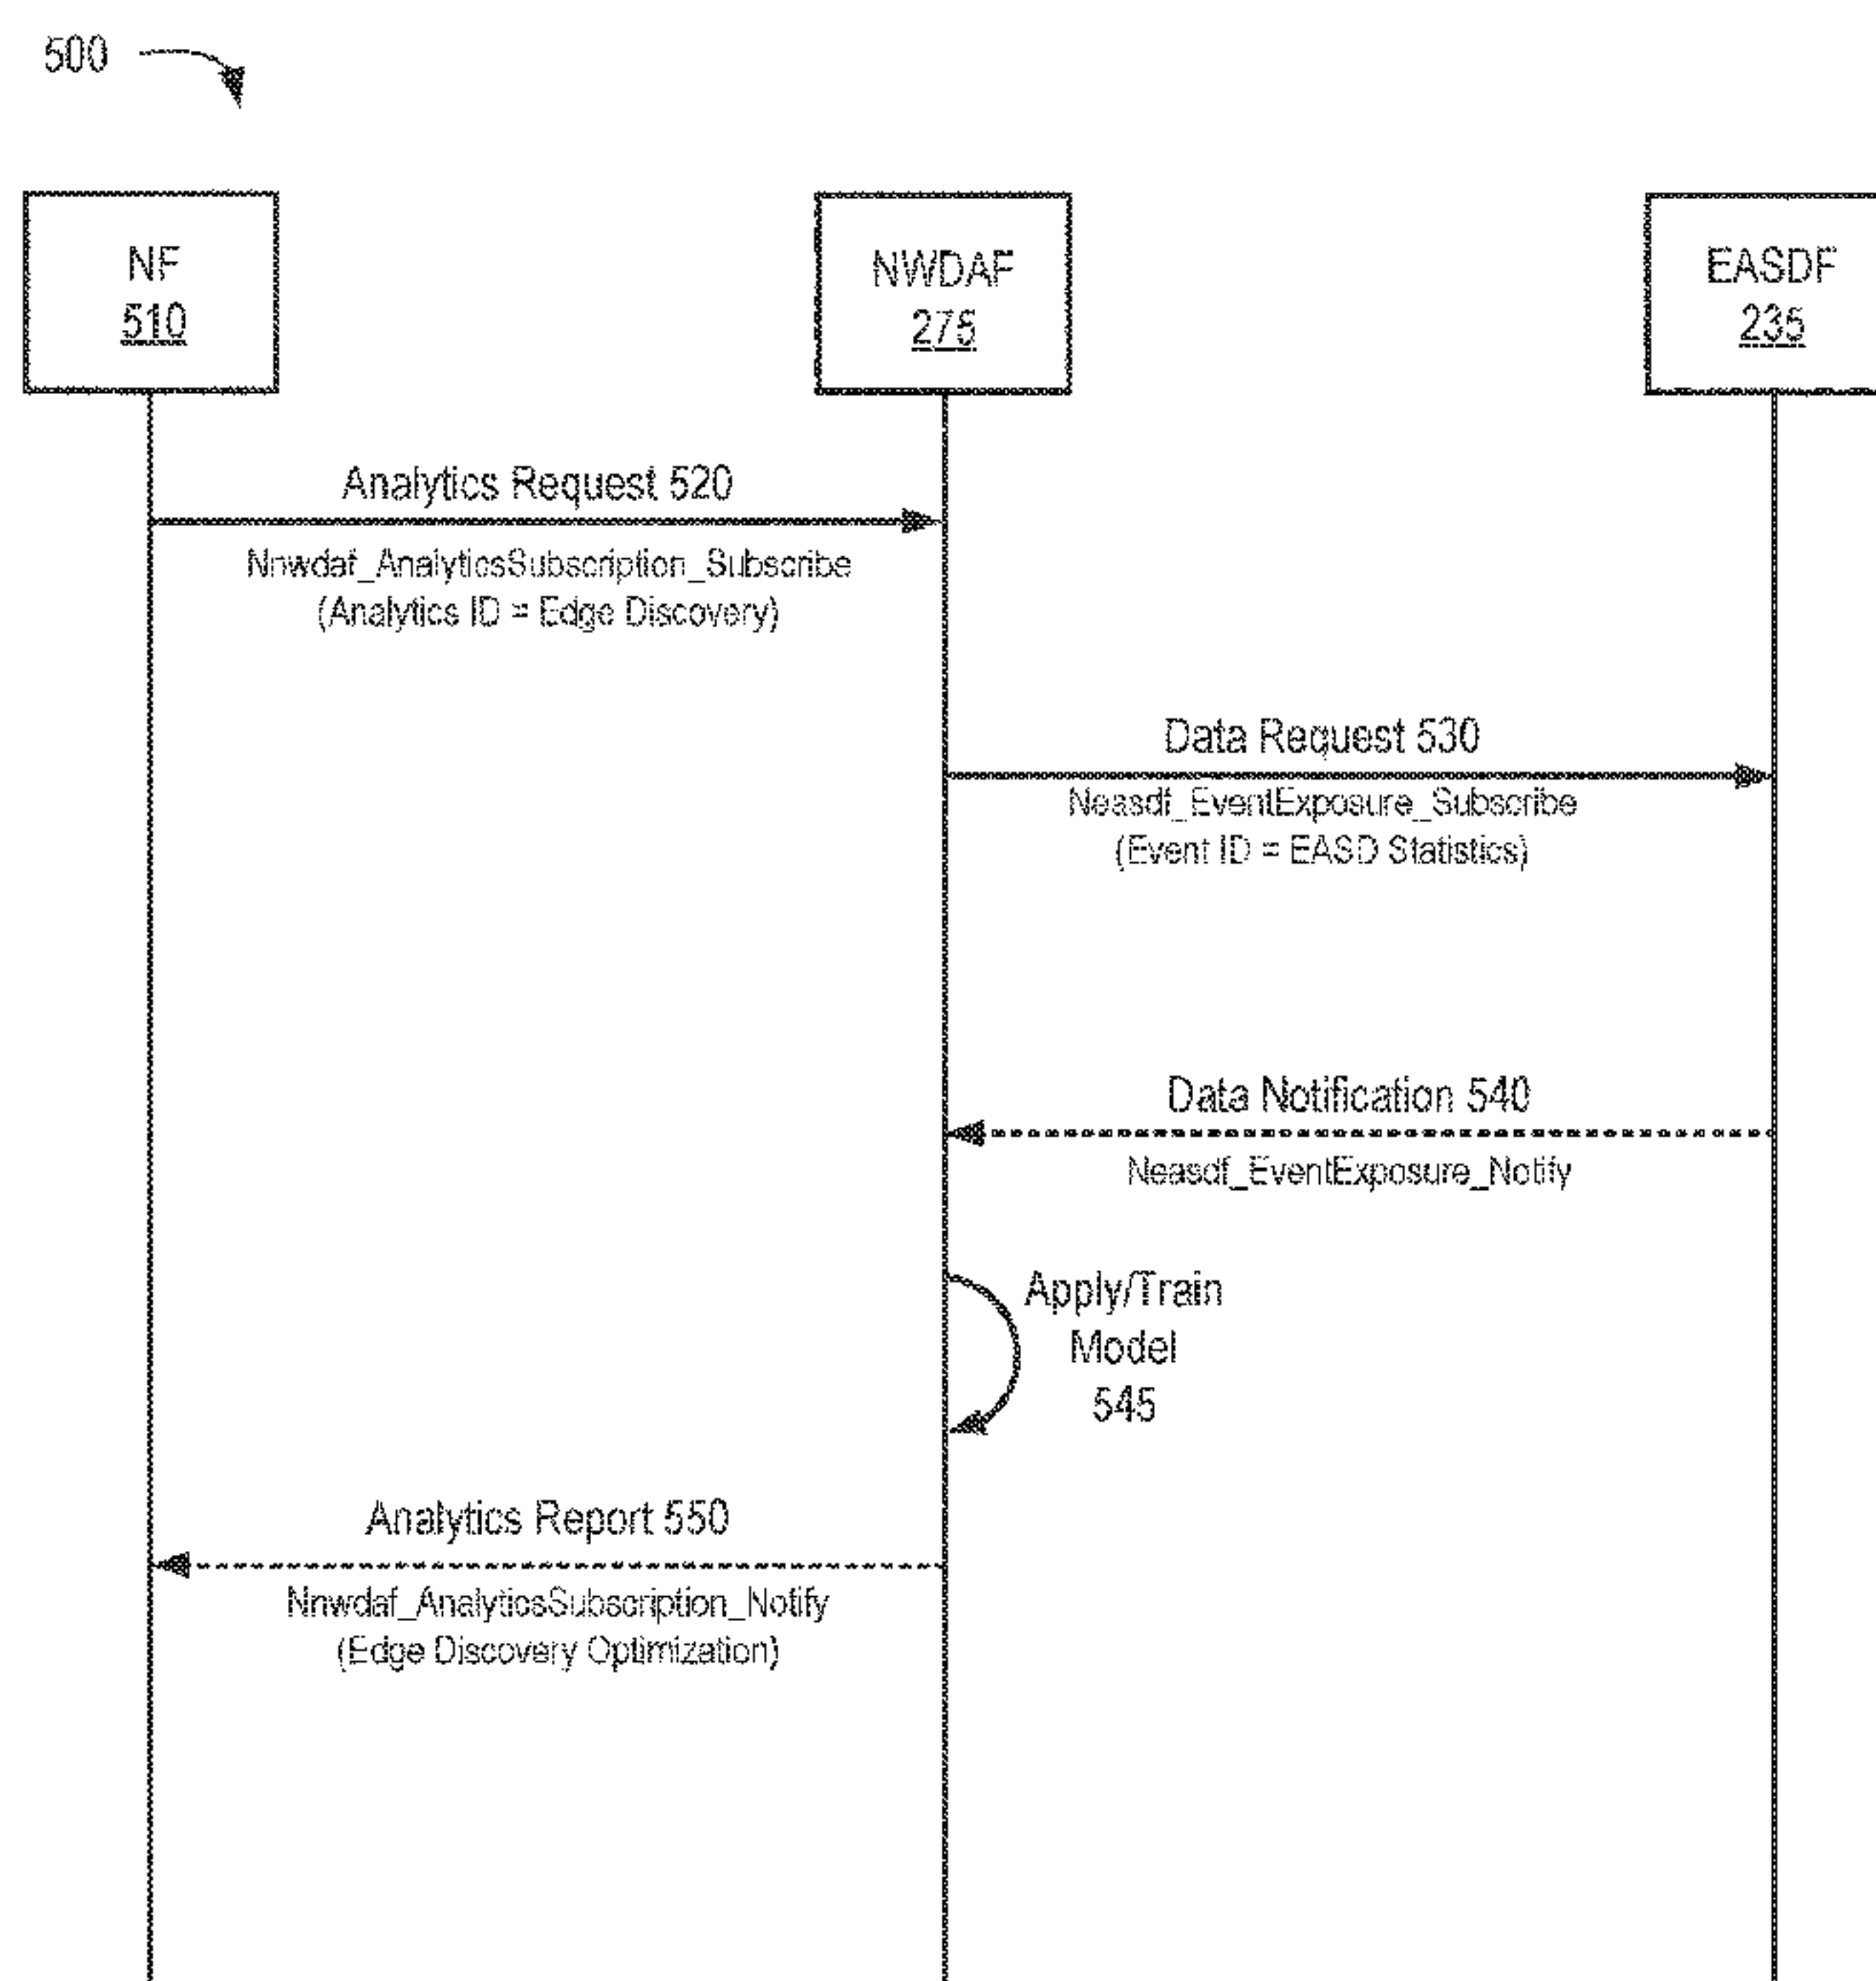 500
NF
510
NWDAF
275
EASDF
235
Analytics Request 520
Nnwdaf_AnalyticsSubscription_Subscribe
(Analytics ID = Edge Discovery)
Data Request 530
Neasdf_EventExposure_Subscribe
(Event ID = EASD Statistics)
Data Notification 540
Neasdf_EventExposure_Notify
Apply/Train
Model
545
Analytics Report 550
Nnwdaf_AnalyticsSubscription_Notify
(Edge Discovery Optimization)